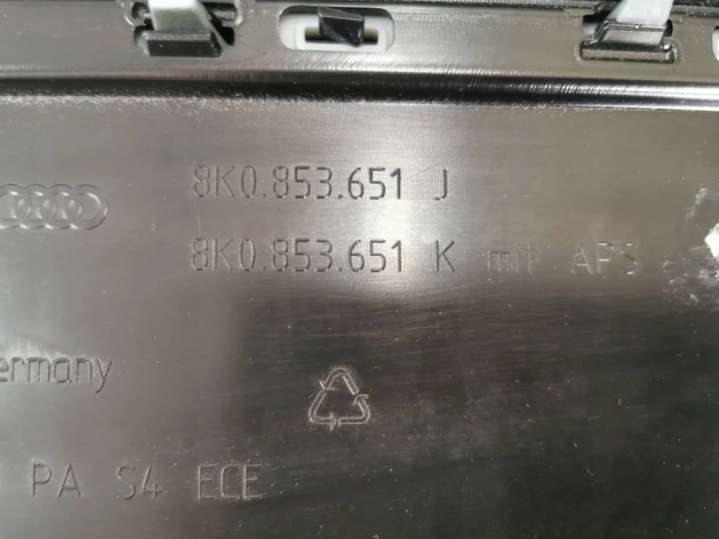 8K0.853.651 J
8K0.853.651 K mit APS
ermany
PA S4 ECE